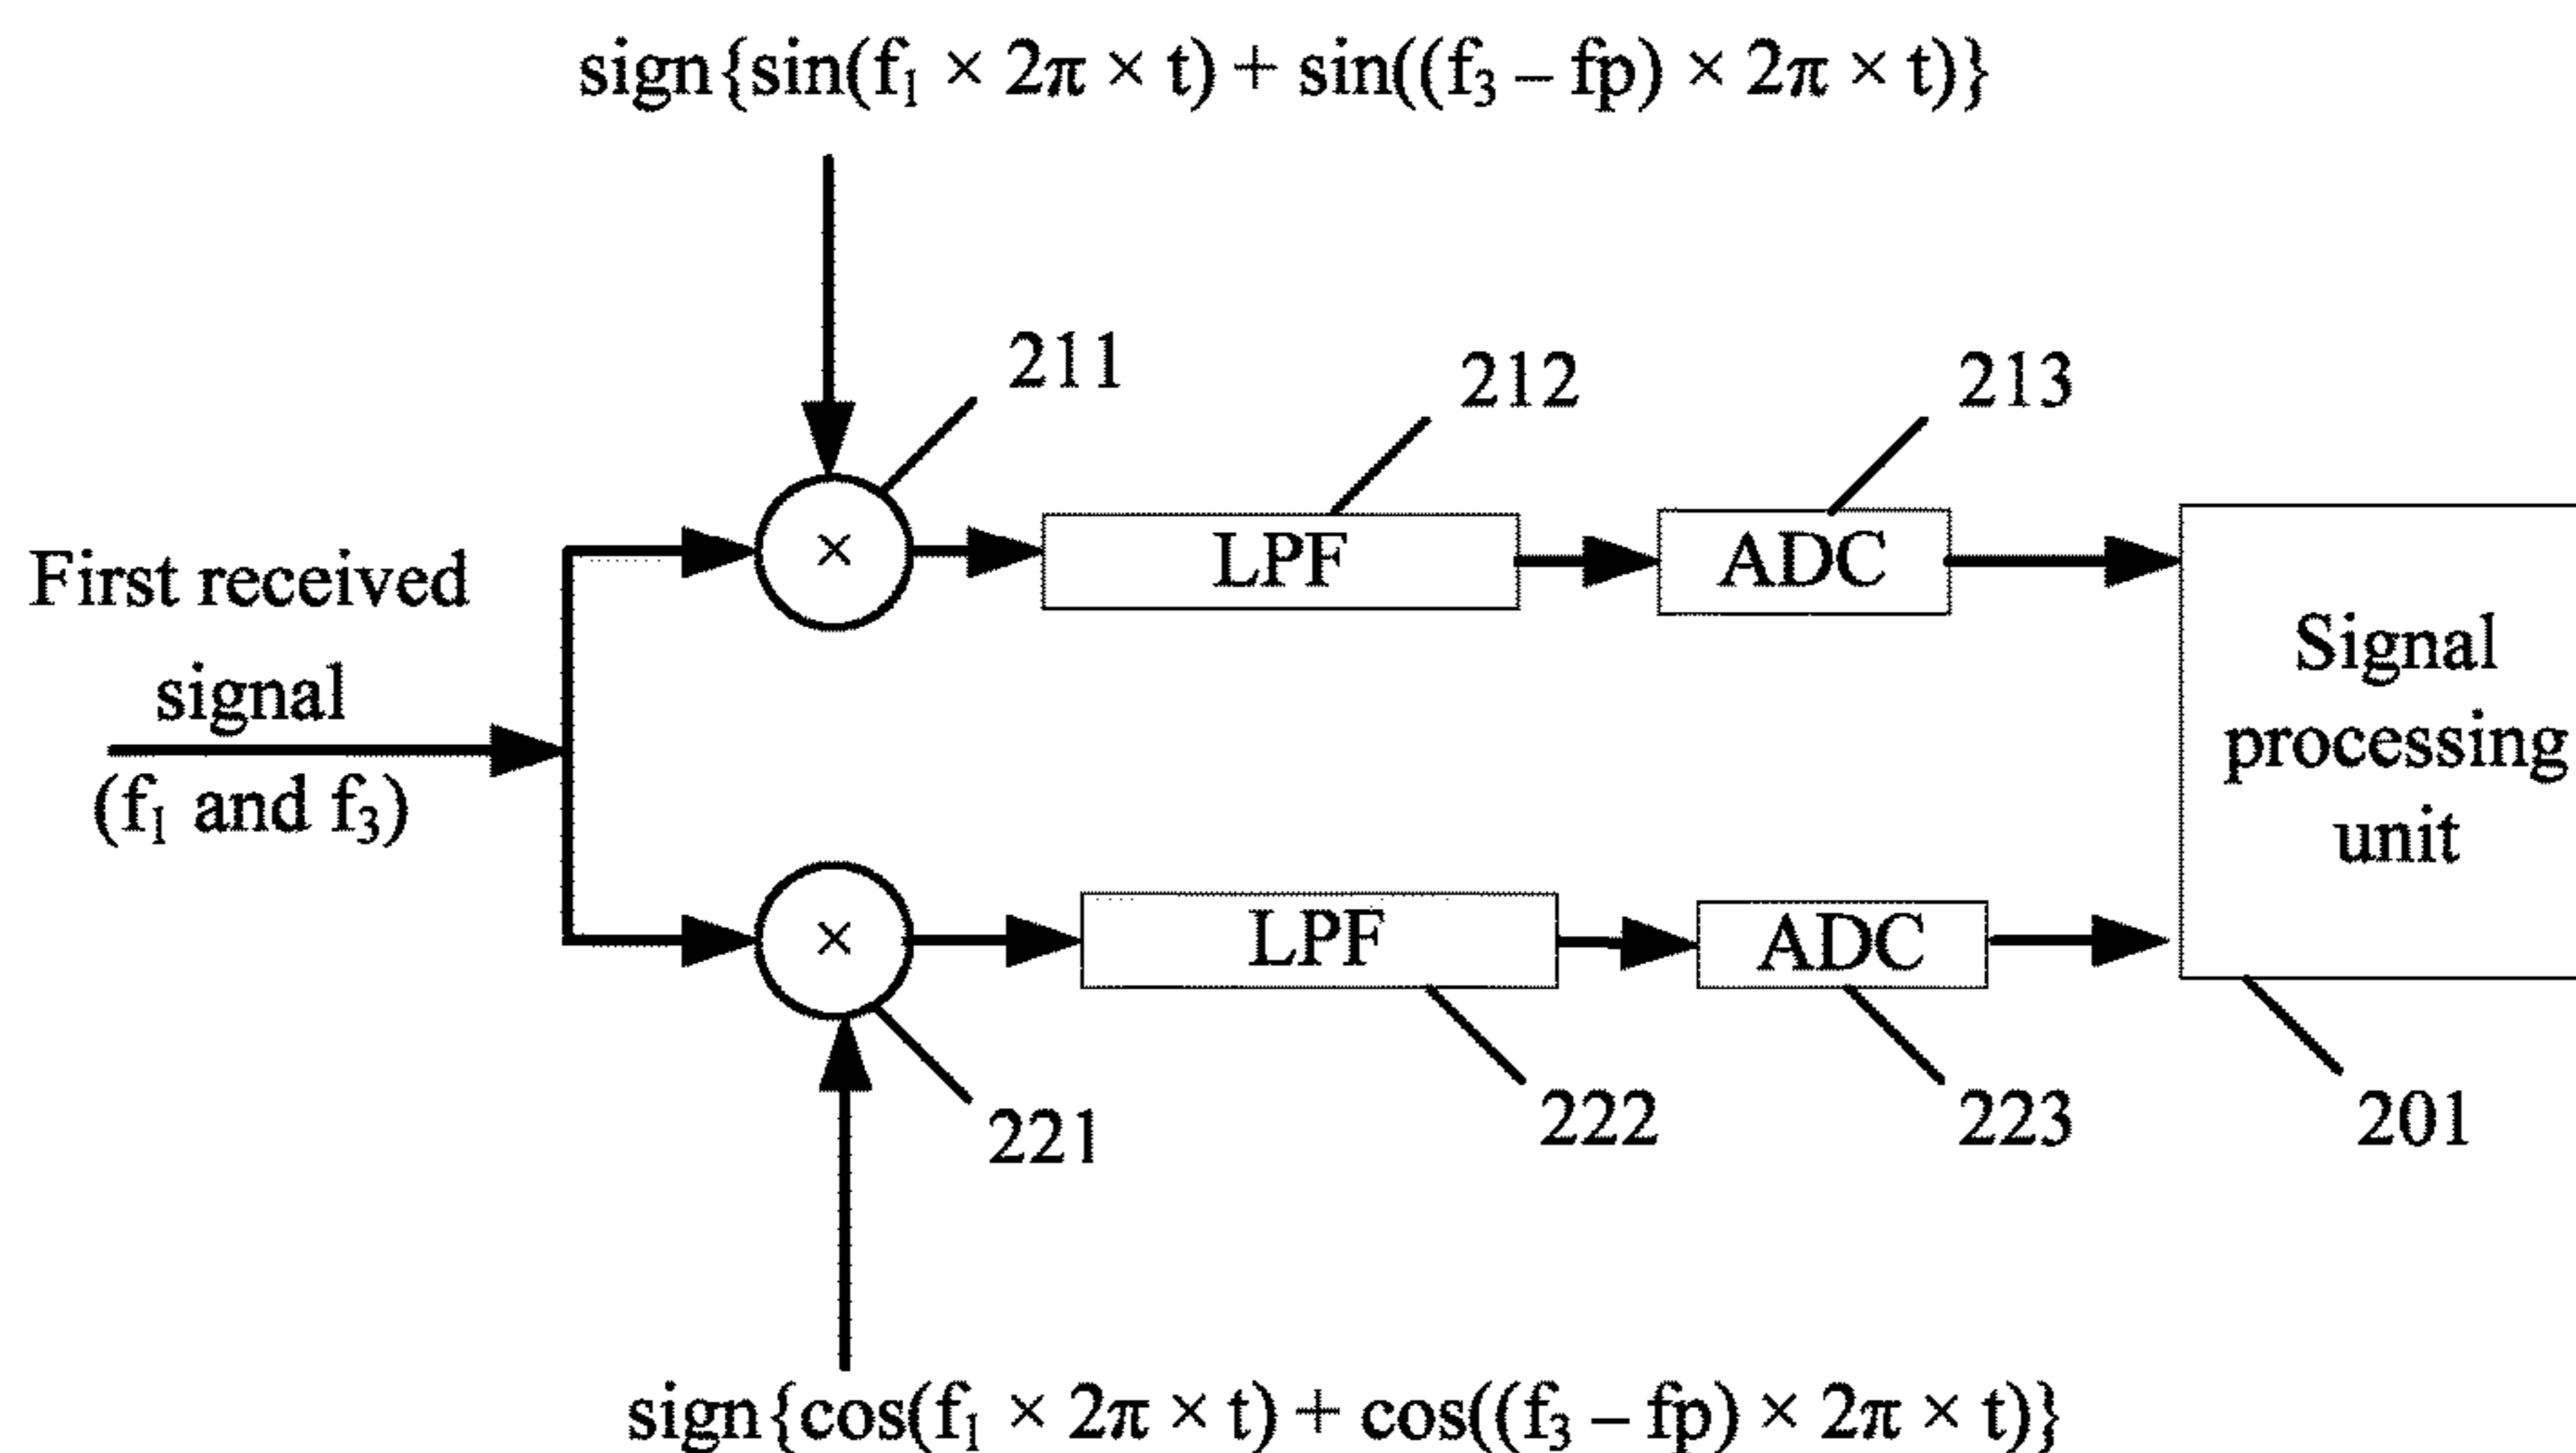 sign{sin(f₁ × 2π × t) + sin((f₃ – fp) × 2π × t)}
211
212
213
First received
signal
(f₁ and f₃)
×
LPF
ADC
Signal
processing
unit
×
LPF
ADC
221
222
223
201
sign{cos(f₁ × 2π × t) + cos((f₃ – fp) × 2π × t)}